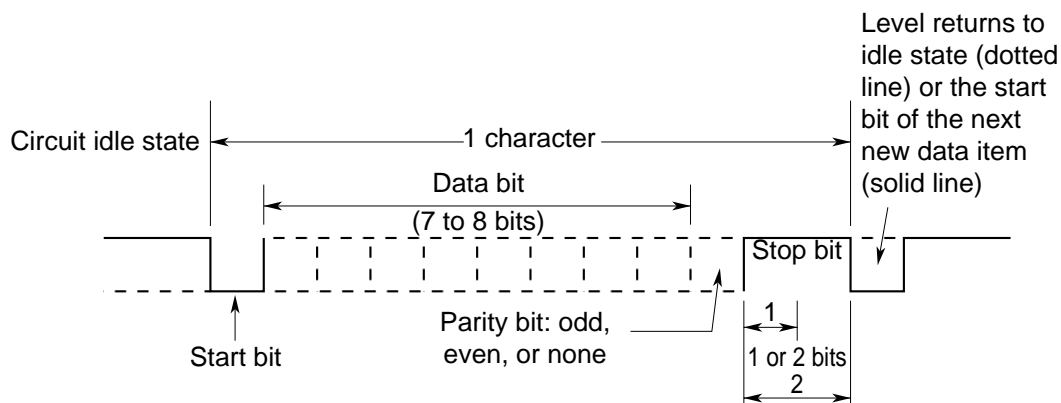 Level returns to
idle state (dotted
line) or the start
bit of the next
new data item
(solid line)
Circuit idle state
1 character
Data bit
(7 to 8 bits)
Stop bit
Start bit
Parity bit: odd,
even, or none
1
1 or 2 bits
2